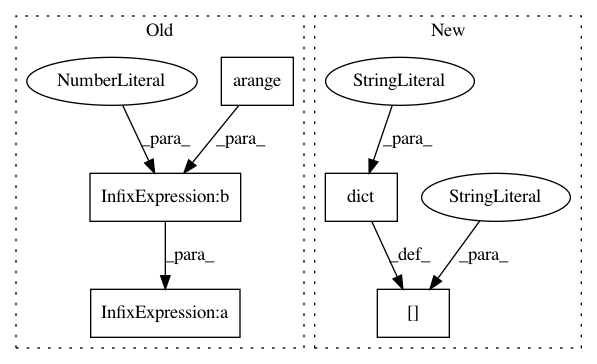 Old
New
NumberLiteral
arange
StringLiteral
_para_
_para_
_para_
InfixExpression:b
dict
StringLiteral
_para_
_def_
_para_
InfixExpression:a
[]